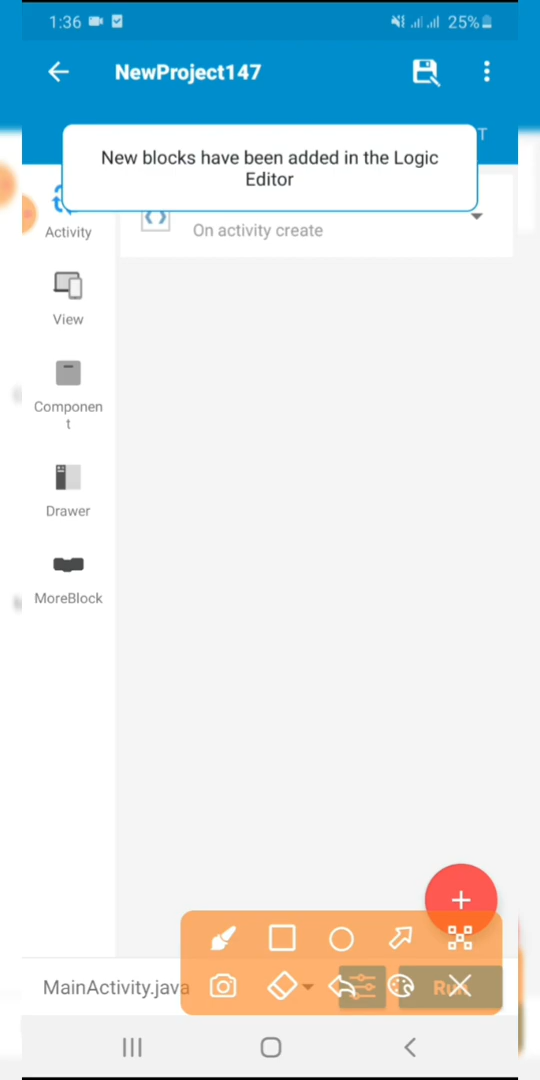 1:36
25%
NewProject147
T
New blocks have been added in the Logic
Editor
Activity
On activity create
View
Componen
t
Drawer
MoreBlock
MainActivity.java
Run